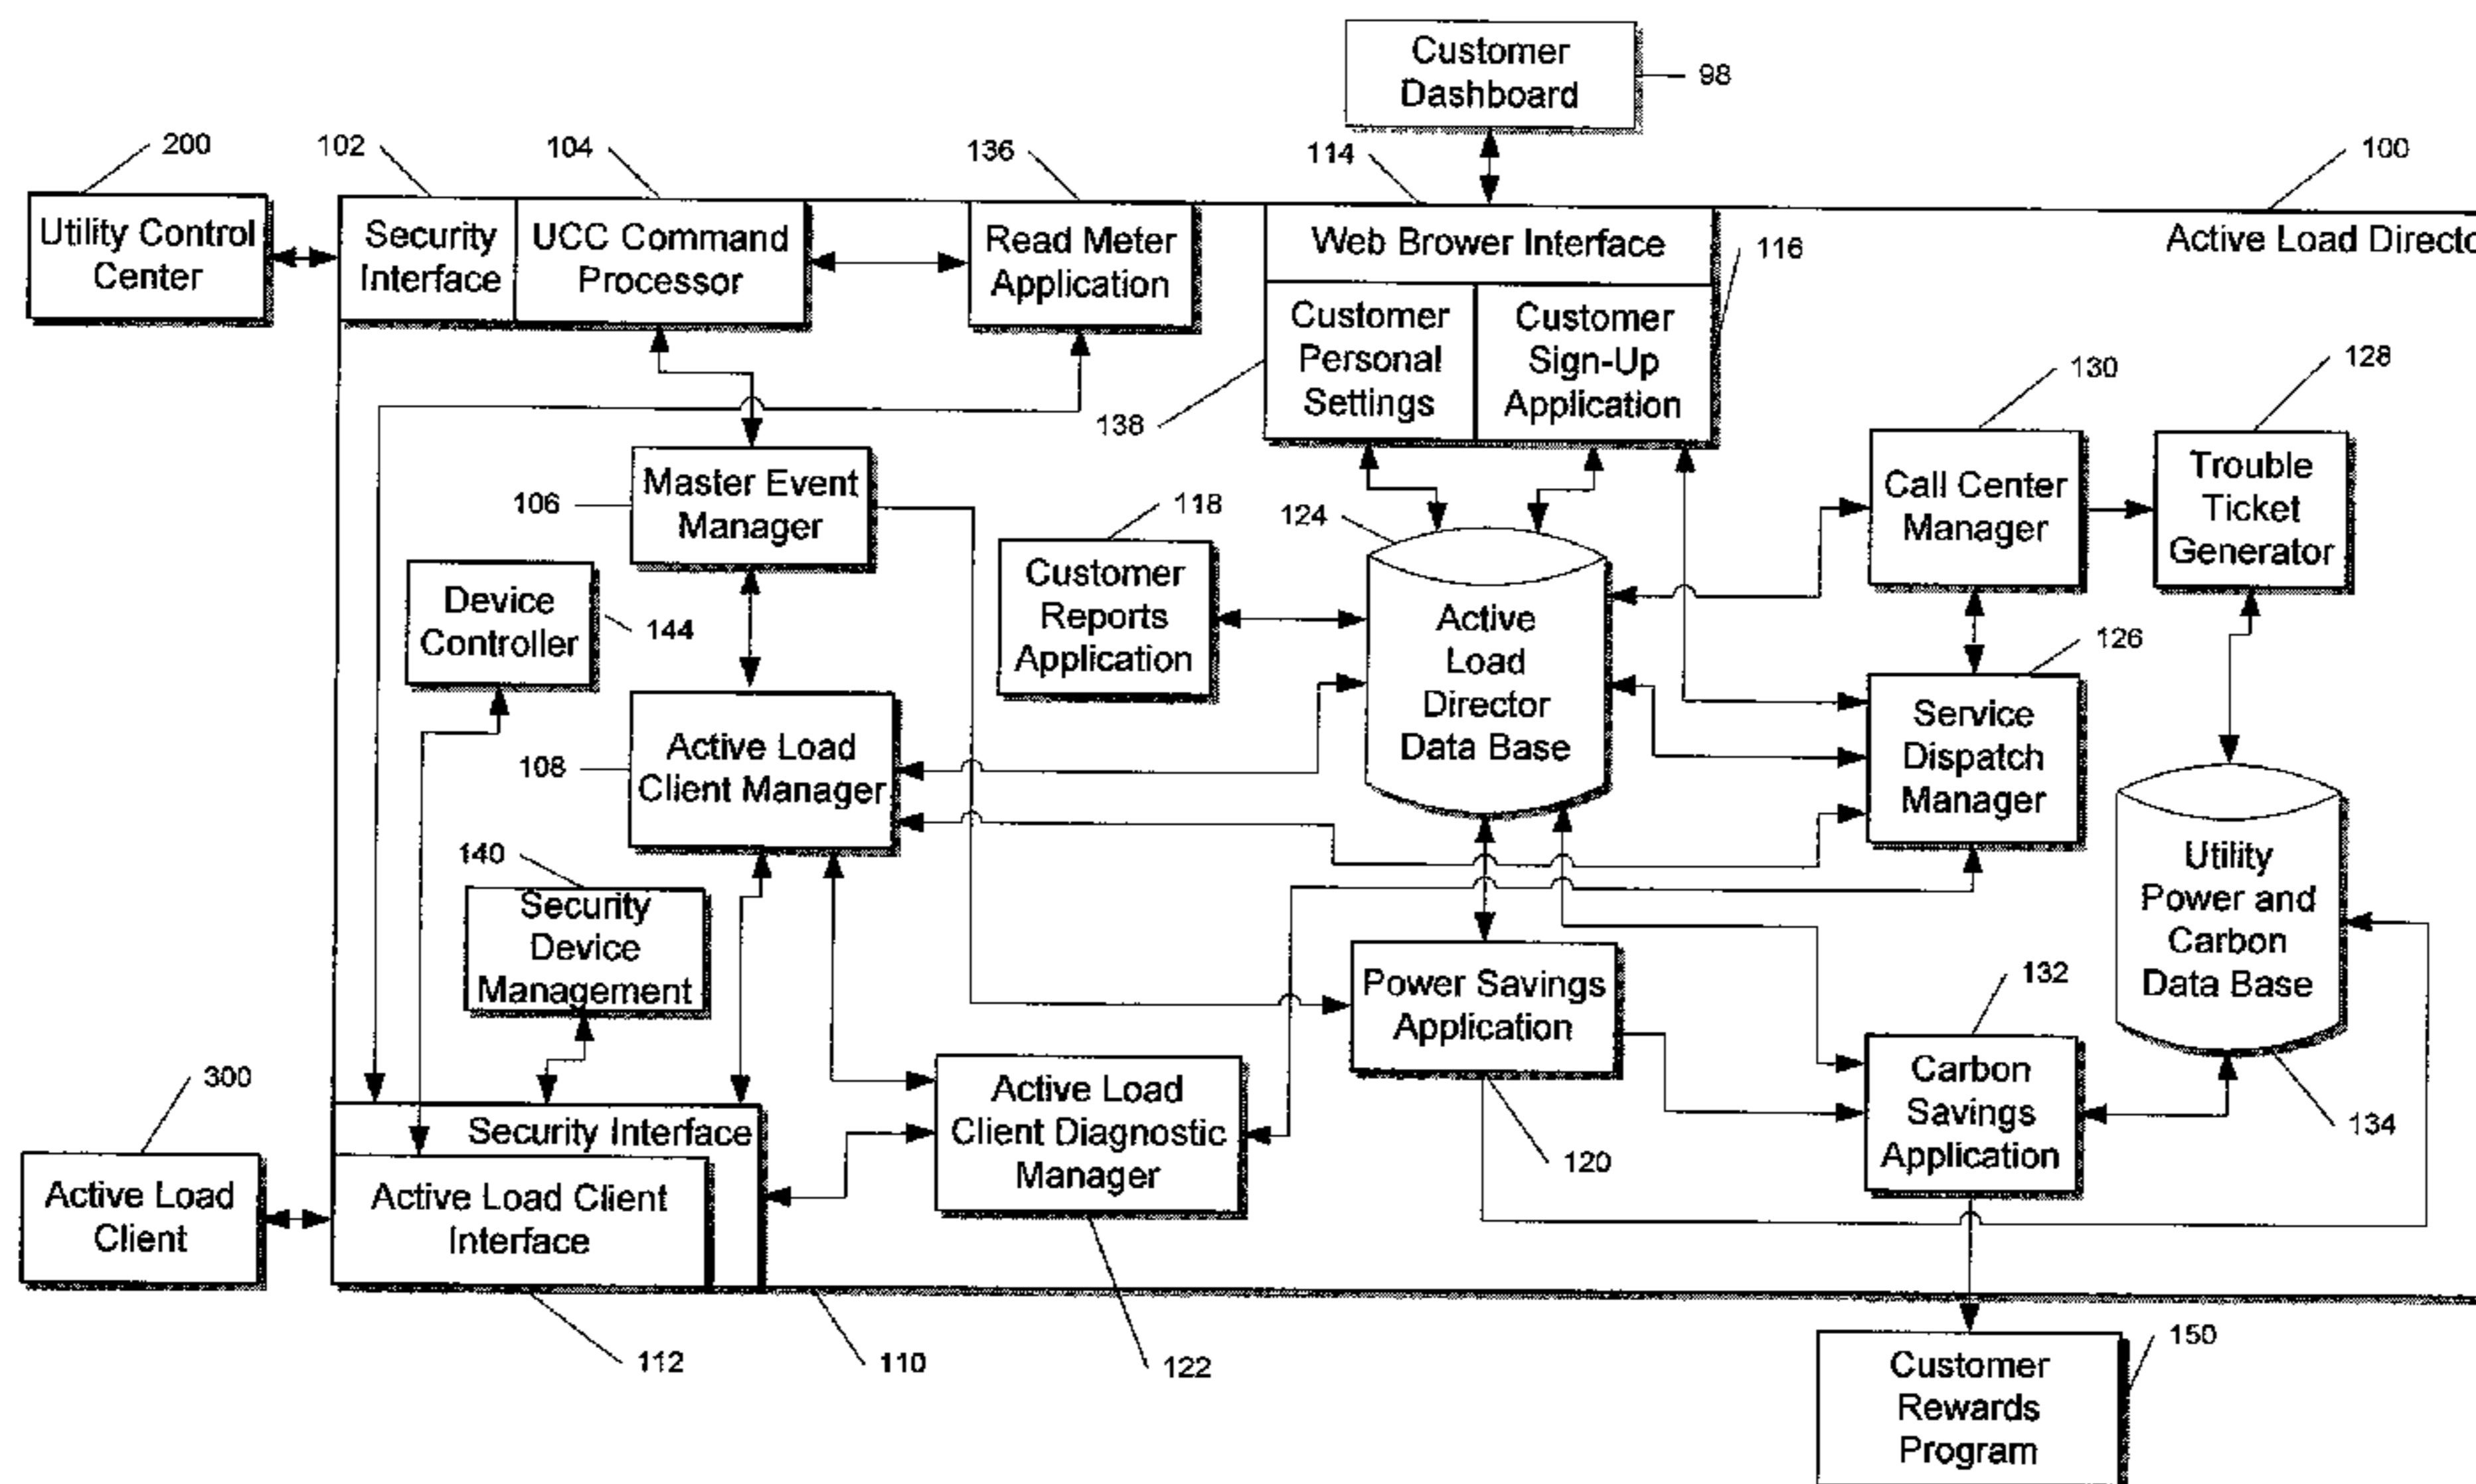 Customer
Dashboard
98
200
102
104
136
114
100
Utility Control
Center
Security
Interface
UCC Command
Processor
Read Meter
Application
Web Brower Interface
116
Active Load Directo
Customer
Personal
Settings
Customer
Sign-Up
Application
138
130
128
Master Event
Manager
106
118
124
Call Center
Manager
Trouble
Ticket
Generator
Device
Controller
144
Customer
Reports
Application
Active
Load
Director
Data Base
126
Active Load
Client Manager
108
Service
Dispatch
Manager
140
Security
Device
Management
Utility
Power and
Carbon
Data Base
Power Savings
Application
132
300
Security Interface
Active Load
Client Diagnostic
Manager
120
Carbon
Savings
Application
134
Active Load
Client
Active Load Client
Interface
112
110
122
150
Customer
Rewards
Program